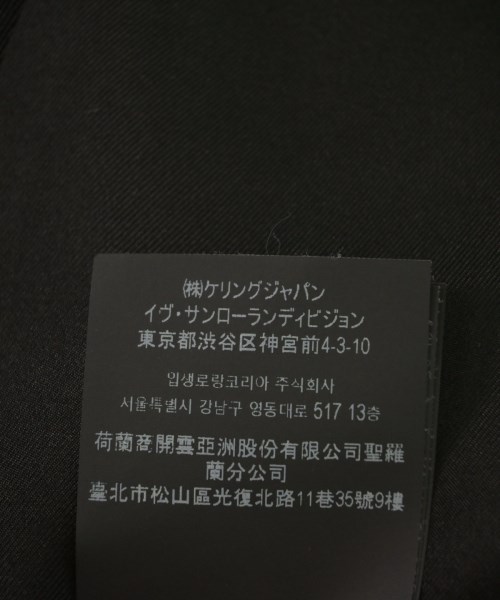 ㈱ケリングジャパン
イヴ・サンローランディビジョン
東京都渋谷区神宮前4-3-10
입생로랑코리아 주식회사
서울특별시 강남구 영동대로 517 13층
荷蘭商開雲亞洲股份有限公司聖羅
蘭分公司
臺北市松山區光復北路11巷35號9樓